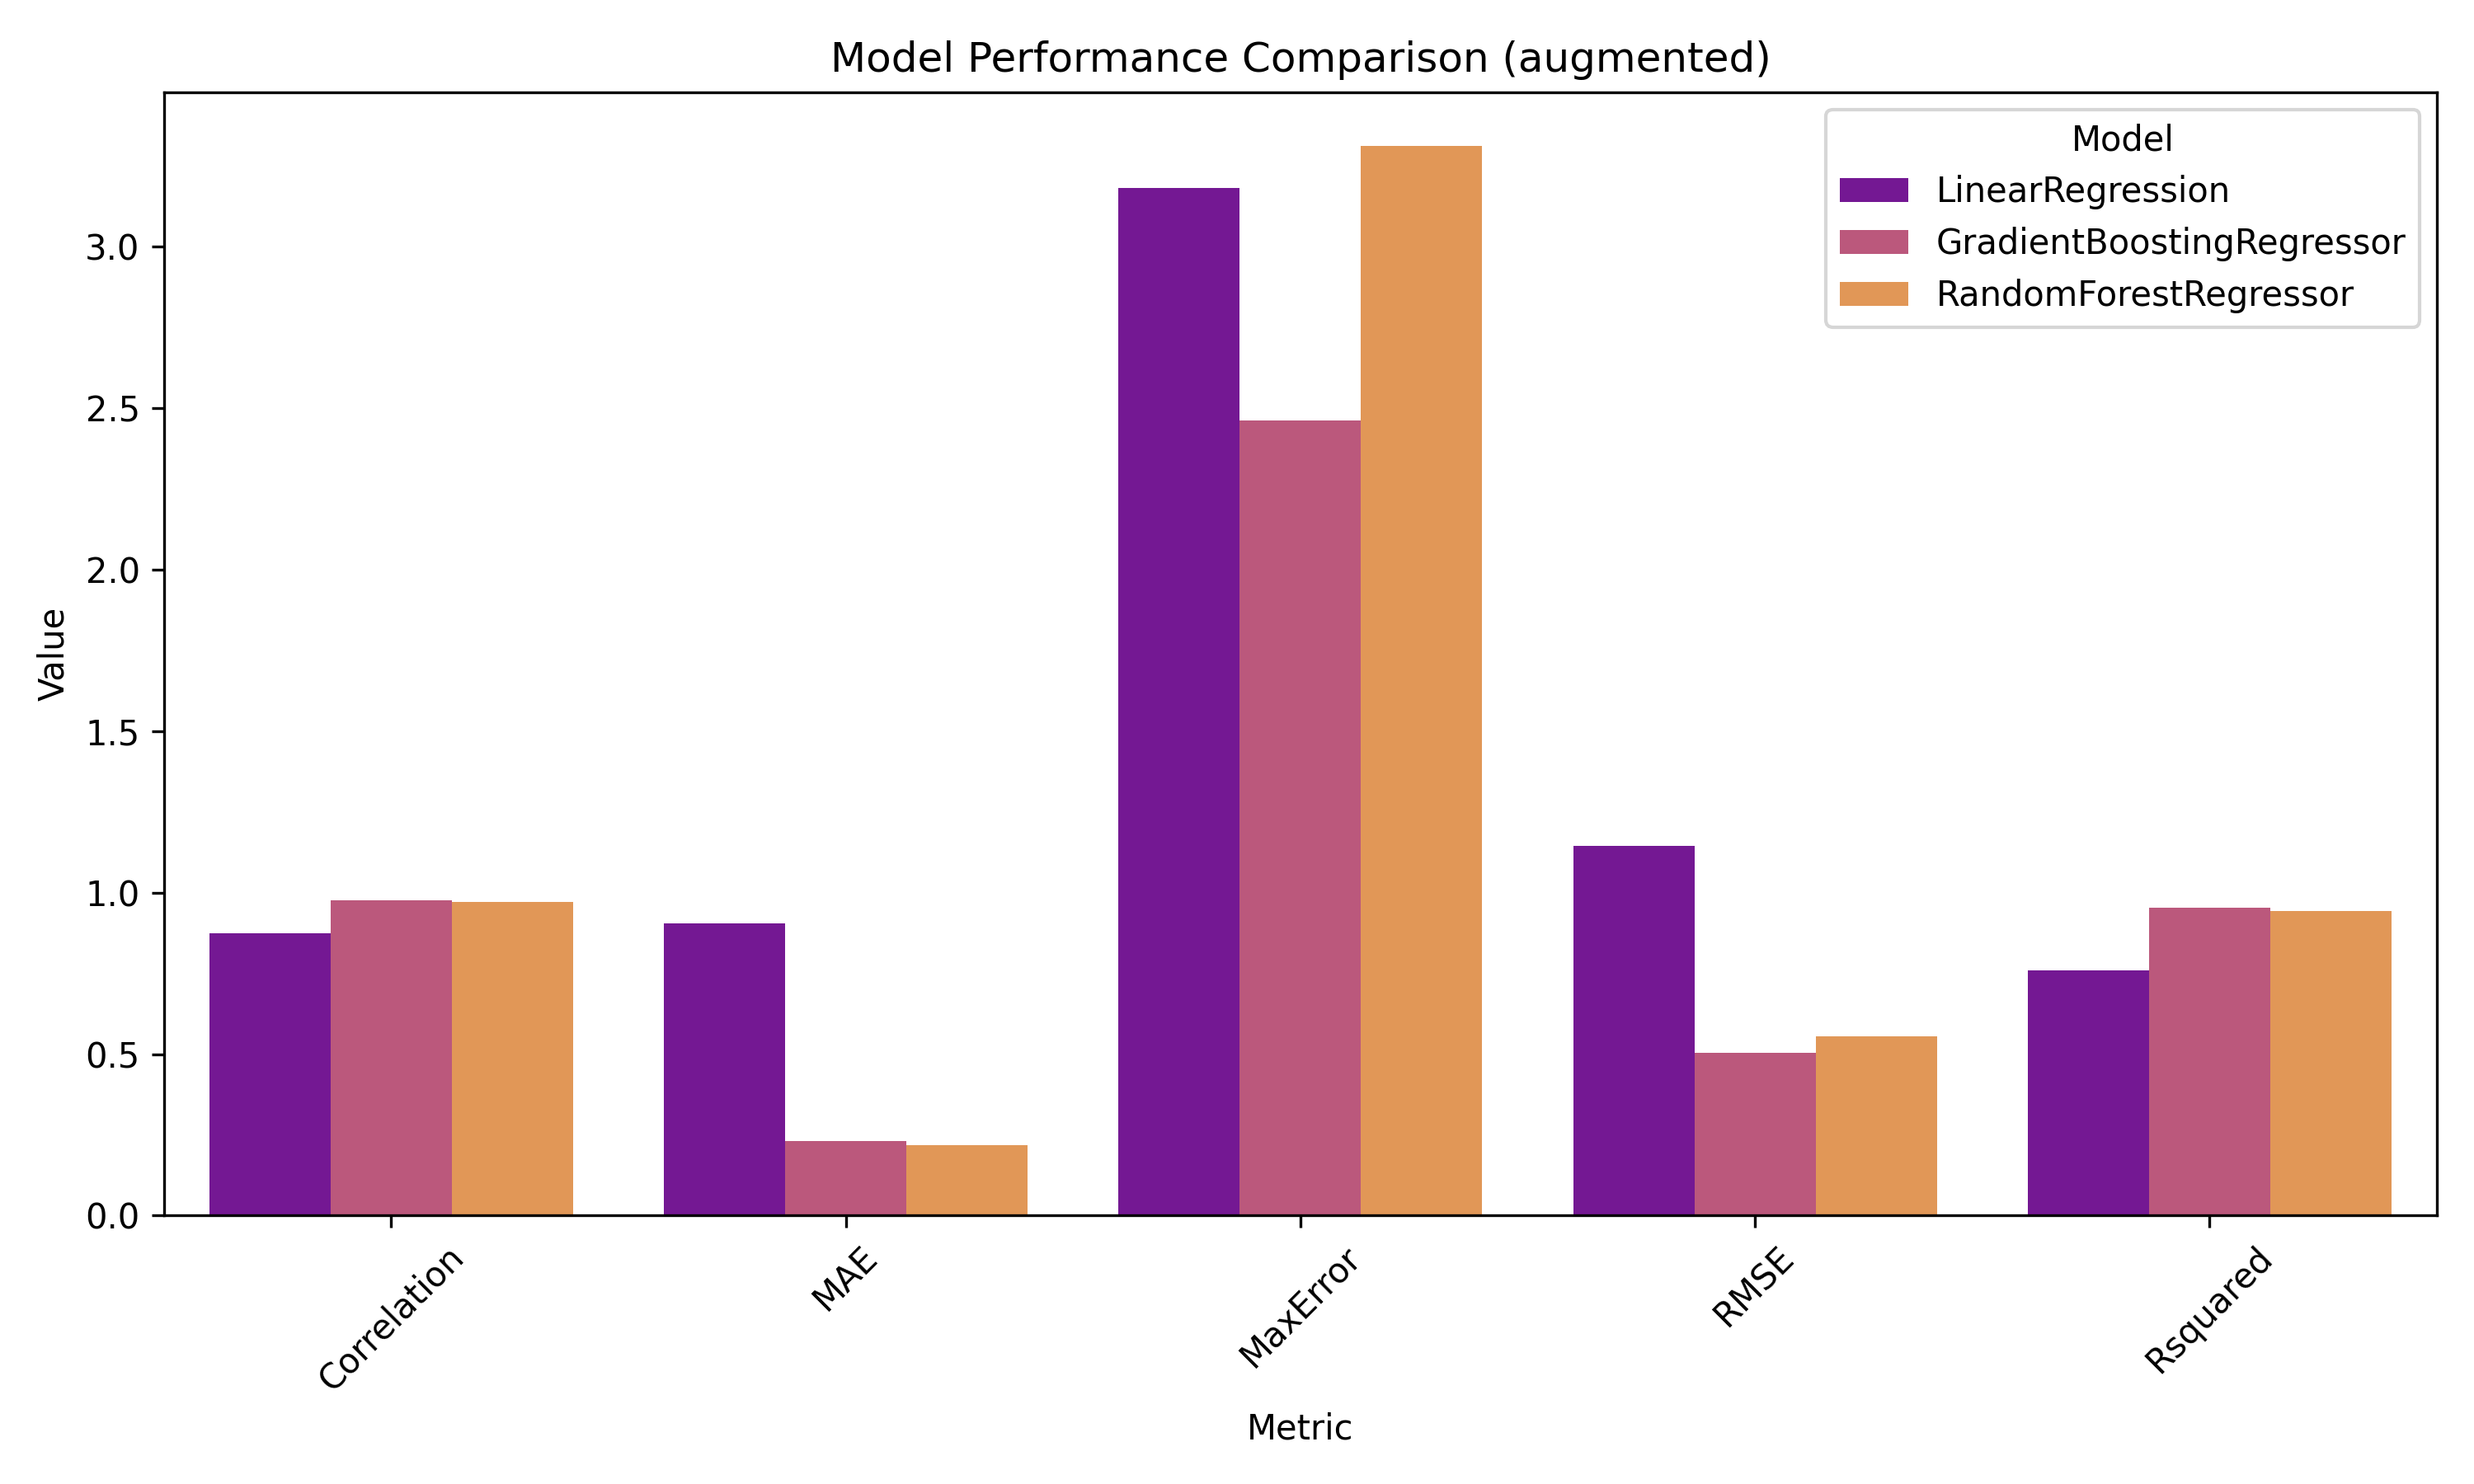 Model Performance Comparison (augmented)
Model
LinearRegression
GradientBoostingRegressor
RandomForestRegressor
Value
3.0
2.5
2.0
1.5
1.0
0.5
0.0
Correlation
MAE
MaxError
RMSE
Rsquared
Metric